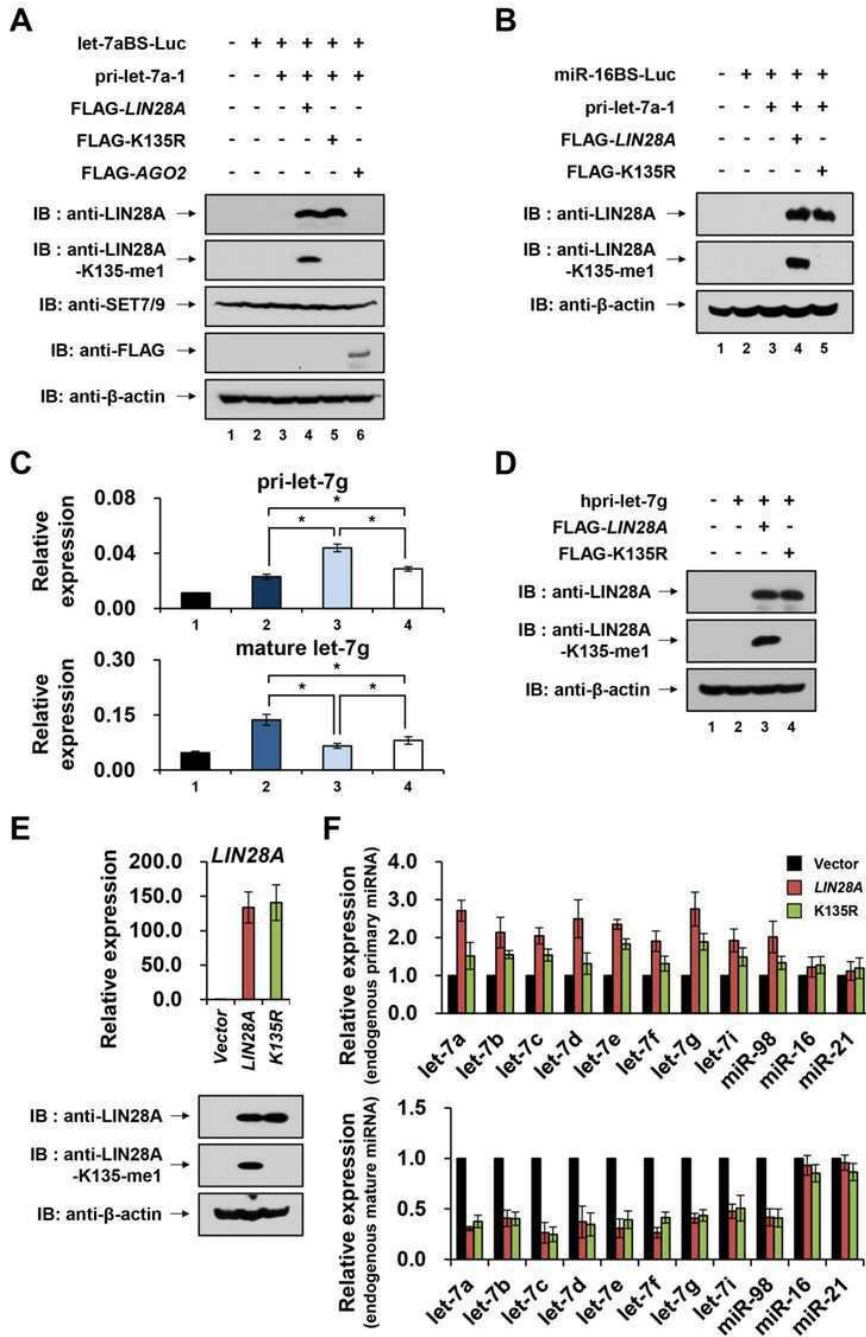 A
let-7aBS-Luc - + + + + +
pri-let-7a-1 - - + + + +
FLAG-LIN28A - - - + - -
FLAG-K135R - - - - + -
FLAG-AGO2 - - - - - +
IB : anti-LIN28A →
IB : anti-LIN28A
-K135-me1 →
IB: anti-SET7/9 →
IB: anti-FLAG →
IB: anti-β-actin →
1 2 3 4 5 6
B
miR-16BS-Luc - + + + +
pri-let-7a-1 - - + + +
FLAG-LIN28A - - - + -
FLAG-K135R - - - - +
IB : anti-LIN28A →
IB : anti-LIN28A
-K135-me1 →
IB: anti-β-actin →
1 2 3 4 5
C
pri-let-7g
Relative
expression
0.08
0.04
0.00
* * *
1 2 3 4
mature let-7g
Relative
expression
0.30
0.15
0.00
* * *
1 2 3 4
D
hpri-let-7g - + + +
FLAG-LIN28A - - + -
FLAG-K135R - - - +
IB : anti-LIN28A →
IB : anti-LIN28A
-K135-me1 →
IB: anti-β-actin →
1 2 3 4
E
LIN28A
Relative expression
200.0
150.0
100.0
50.0
0.0
Vector
LIN28A
K135R
IB : anti-LIN28A →
IB : anti-LIN28A
-K135-me1 →
IB: anti-β-actin →
F
Relative expression
(endogenous primary miRNA)
4.0
3.0
2.0
1.0
0.0
Vector
LIN28A
K135R
let-7a
let-7b
let-7c
let-7d
let-7e
let-7f
let-7g
let-7i
miR-98
miR-16
miR-21
Relative expression
(endogenous mature miRNA)
1.5
1.0
0.5
0.0
let-7a
let-7b
let-7c
let-7d
let-7e
let-7f
let-7g
let-7i
miR-98
miR-16
miR-21